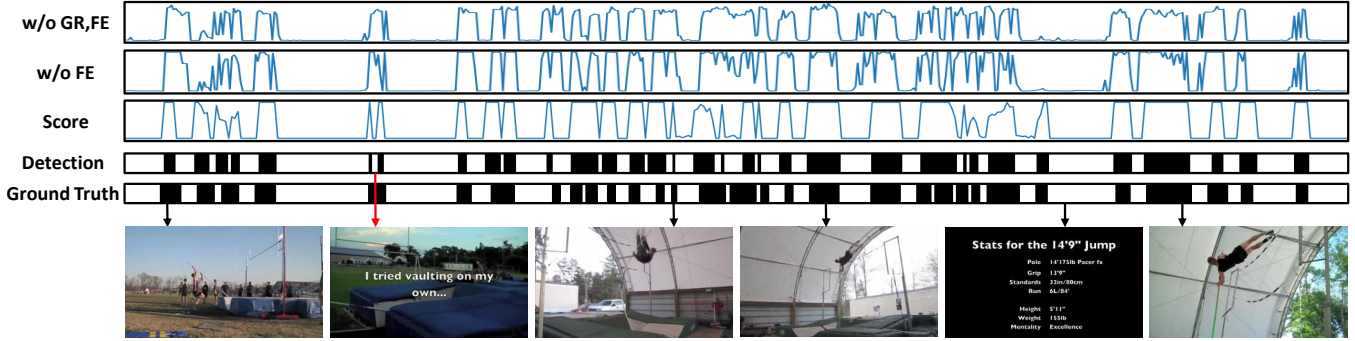 w/o GR,FE
w/o FE
Score
Detection
Ground Truth
I tried vaulting on my
own...
Stats for the 14'9" Jump
Pole 14'175lb Pacer fx
Grip 13'9"
Standards 32in/80cm
Run 6L/84'
Height 5'11"
Weight 155lb
Mentality Excellence